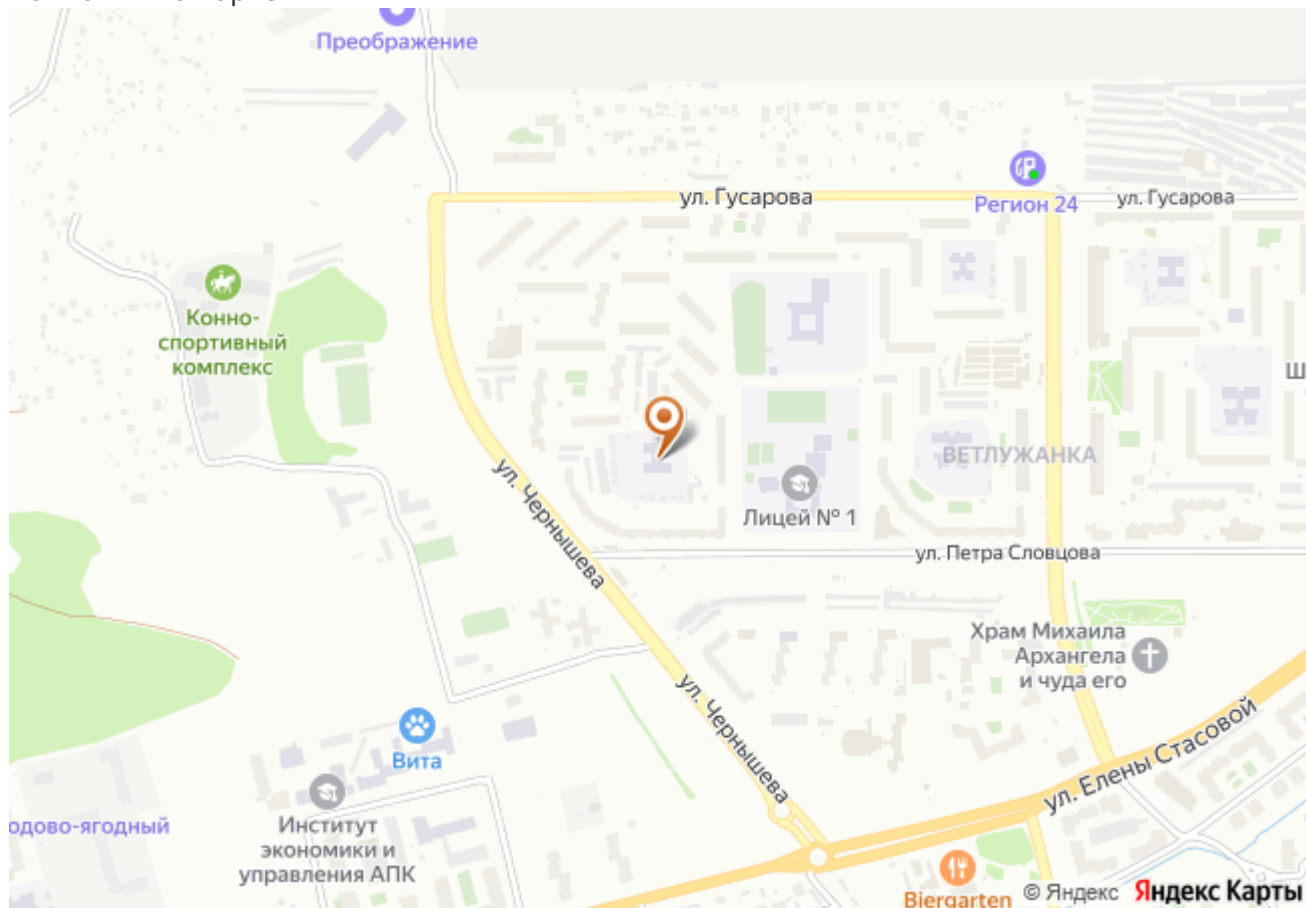 Преображение
ул. Гусарова
Регион 24
ул. Гусарова
Конно-
спортивный
комплекс
Ш
ВЕТЛУЖАНКА
Лицей № 1
ул. Чернышева
ул. Петра Словцова
Храм Михаила
Архангела
и чуда его
ул. Чернышева
Вита
ул. Елены Стасовой
одово-ягодный
Институт
экономики и
управления АПК
Biergarten
© Яндекс Яндекс Карты